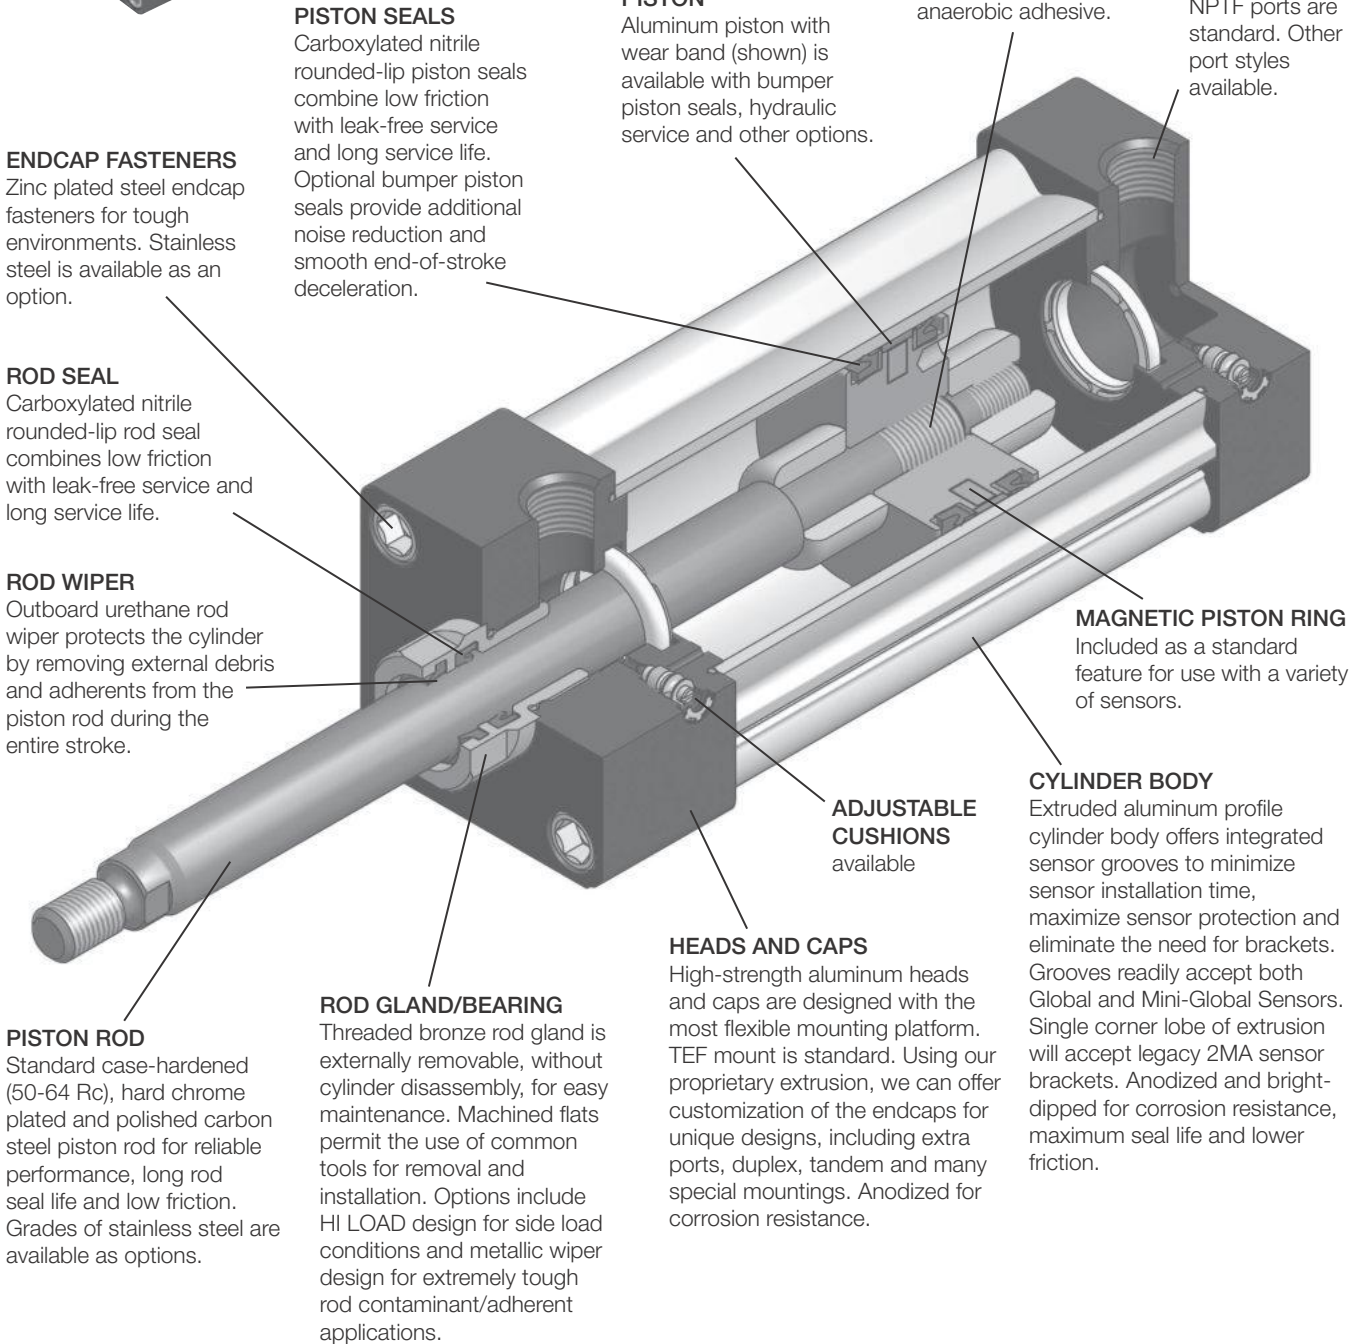 PISTON SEALS
Carboxylated nitrile
rounded-lip piston seals
combine low friction
with leak-free service
and long service life.
Optional bumper piston
seals provide additional
noise reduction and
smooth end-of-stroke
deceleration.
PISTON
Aluminum piston with
wear band (shown) is
available with bumper
piston seals, hydraulic
service and other options.
anaerobic adhesive.
NPTF ports are
standard. Other
port styles
available.
ENDCAP FASTENERS
Zinc plated steel endcap
fasteners for tough
environments. Stainless
steel is available as an
option.
ROD SEAL
Carboxylated nitrile
rounded-lip rod seal
combines low friction
with leak-free service and
long service life.
ROD WIPER
Outboard urethane rod
wiper protects the cylinder
by removing external debris
and adherents from the
piston rod during the
entire stroke.
MAGNETIC PISTON RING
Included as a standard
feature for use with a variety
of sensors.
ADJUSTABLE
CUSHIONS
available
CYLINDER BODY
Extruded aluminum profile
cylinder body offers integrated
sensor grooves to minimize
sensor installation time,
maximize sensor protection and
eliminate the need for brackets.
Grooves readily accept both
Global and Mini-Global Sensors.
Single corner lobe of extrusion
will accept legacy 2MA sensor
brackets. Anodized and bright-
dipped for corrosion resistance,
maximum seal life and lower
friction.
PISTON ROD
Standard case-hardened
(50-64 Rc), hard chrome
plated and polished carbon
steel piston rod for reliable
performance, long rod
seal life and low friction.
Grades of stainless steel are
available as options.
ROD GLAND/BEARING
Threaded bronze rod gland is
externally removable, without
cylinder disassembly, for easy
maintenance. Machined flats
permit the use of common
tools for removal and
installation. Options include
HI LOAD design for side load
conditions and metallic wiper
design for extremely tough
rod contaminant/adherent
applications.
HEADS AND CAPS
High-strength aluminum heads
and caps are designed with the
most flexible mounting platform.
TEF mount is standard. Using our
proprietary extrusion, we can offer
customization of the endcaps for
unique designs, including extra
ports, duplex, tandem and many
special mountings. Anodized for
corrosion resistance.